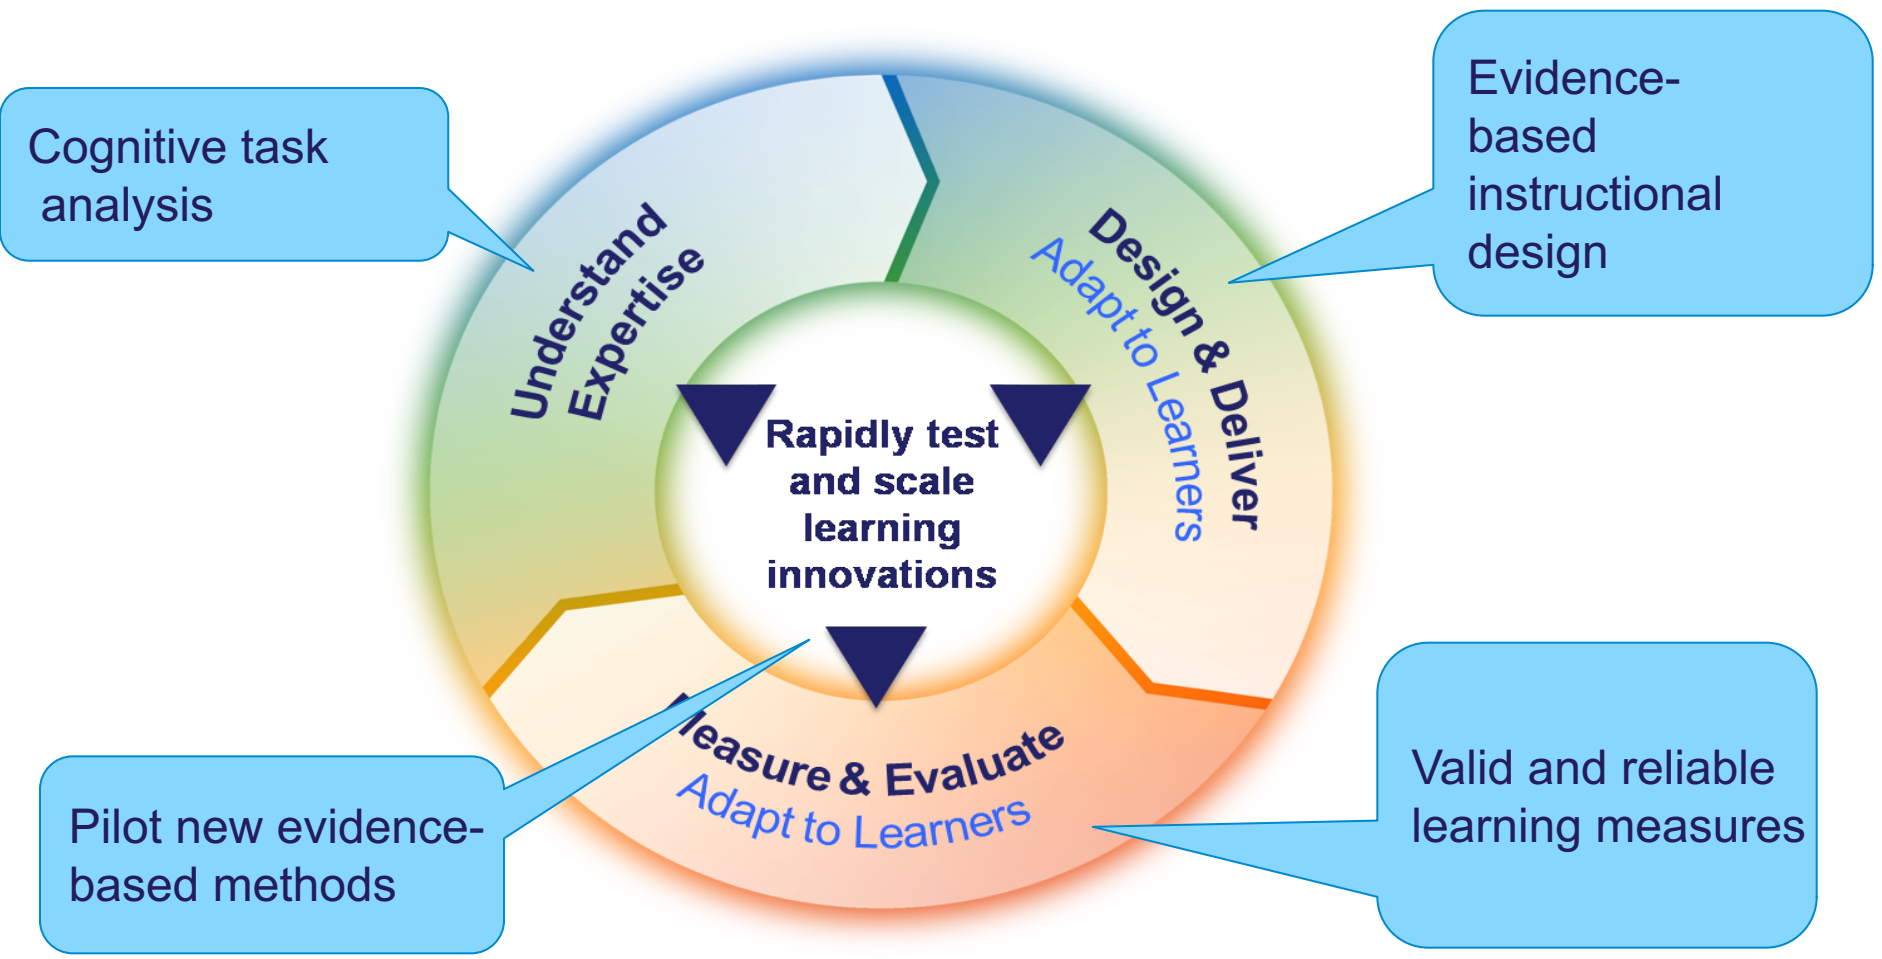 Cognitive task
analysis
Evidence-
based
instructional
design
Understand
Expertise
Design & Deliver
Adapt to Learners
Rapidly test
and scale
learning
innovations
Measure & Evaluate
Adapt to Learners
Pilot new evidence-
based methods
Valid and reliable
learning measures